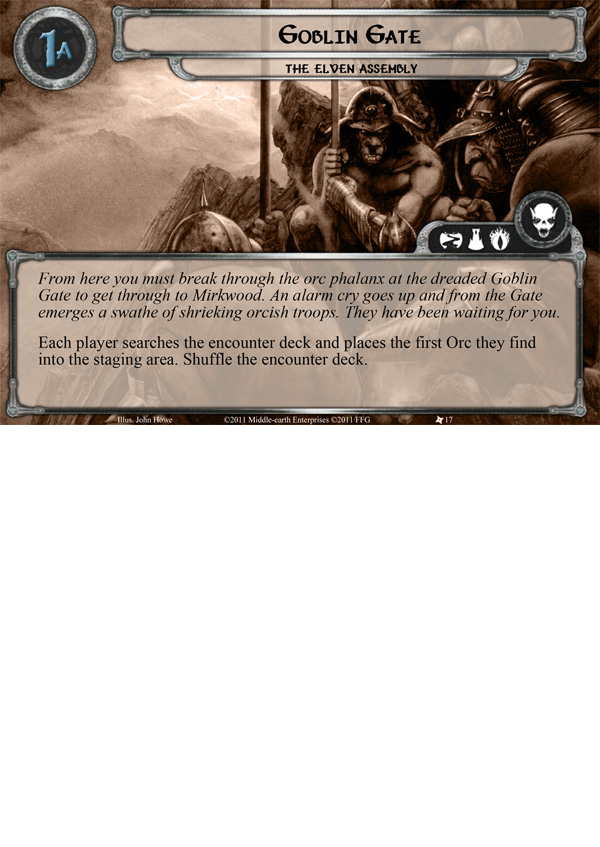 1A
Goblin Gate
The Elven Assembly
From here you must break through the orc phalanx at the dreaded Goblin
Gate to get through to Mirkwood. An alarm cry goes up and from the Gate
emerges a swathe of shrieking orcish troops. They have been waiting for you.
Each player searches the encounter deck and places the first Orc they find
into the staging area. Shuffle the encounter deck.
Illus. John Howe ©2011 Middle-earth Enterprises ©2011 FFG 17